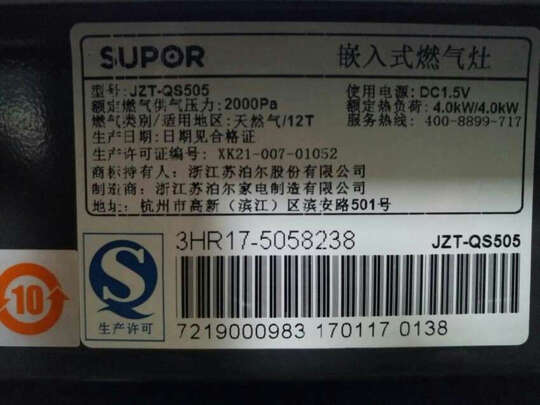 SUPOR 嵌入式燃气灶
型号: JZT-QS505 使用电源: DC1.5V
额定燃气供气压力: 2000Pa 额定热负荷: 4.0kW/4.0kW
燃气类别/适用地区: 天然气/12T 服务热线: 400-8899-717
生产日期: 日期见合格证
生产许可证编号: XK21-007-01052
商标持有人: 浙江苏泊尔股份有限公司
制造商: 浙江苏泊尔家电制造有限公司
地址: 杭州市高新（滨江）区滨安路501号
3HR17-5058238 JZT-QS505
10
生产许可
7219000983 170117 0138